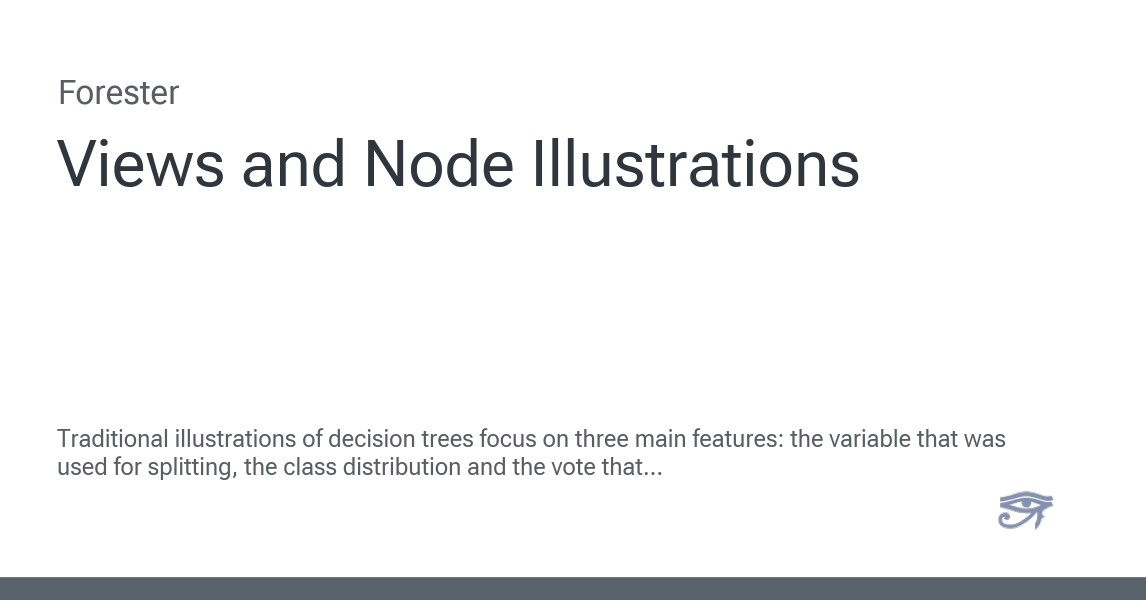 Forester
Views and Node Illustrations
Traditional illustrations of decision trees focus on three main features: the variable that was
used for splitting, the class distribution and the vote that...